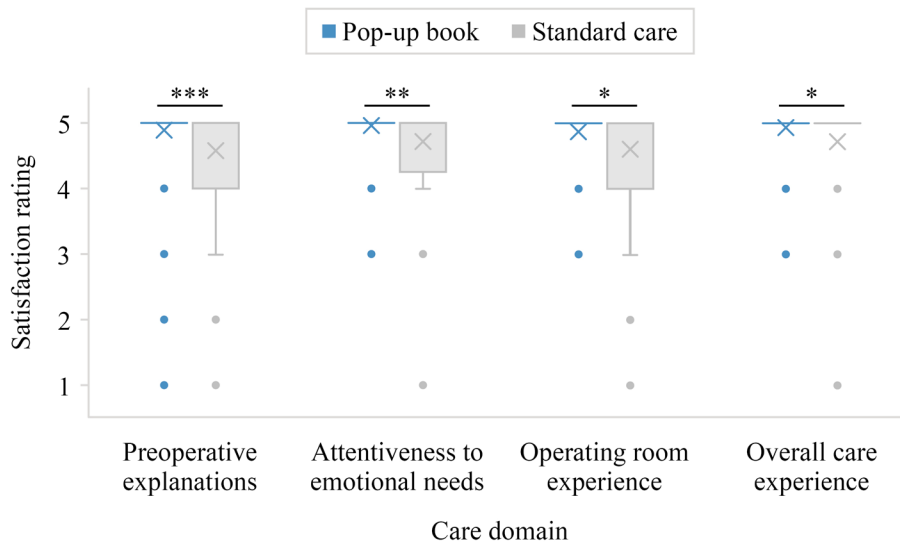 Pop-up book Standard care
*** ** * *
5
4
3
2
1
Satisfaction rating
Preoperative explanations
Attentiveness to emotional needs
Operating room experience
Overall care experience
Care domain